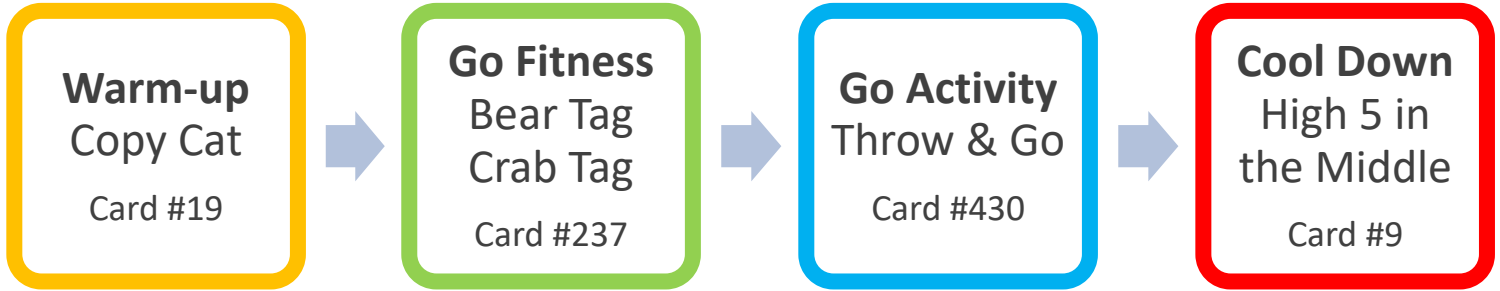 Warm-up
Copy Cat
Card #19
Go Fitness
Bear Tag
Crab Tag
Card #237
Go Activity
Throw & Go
Card #430
Cool Down
High 5 in
the Middle
Card #9